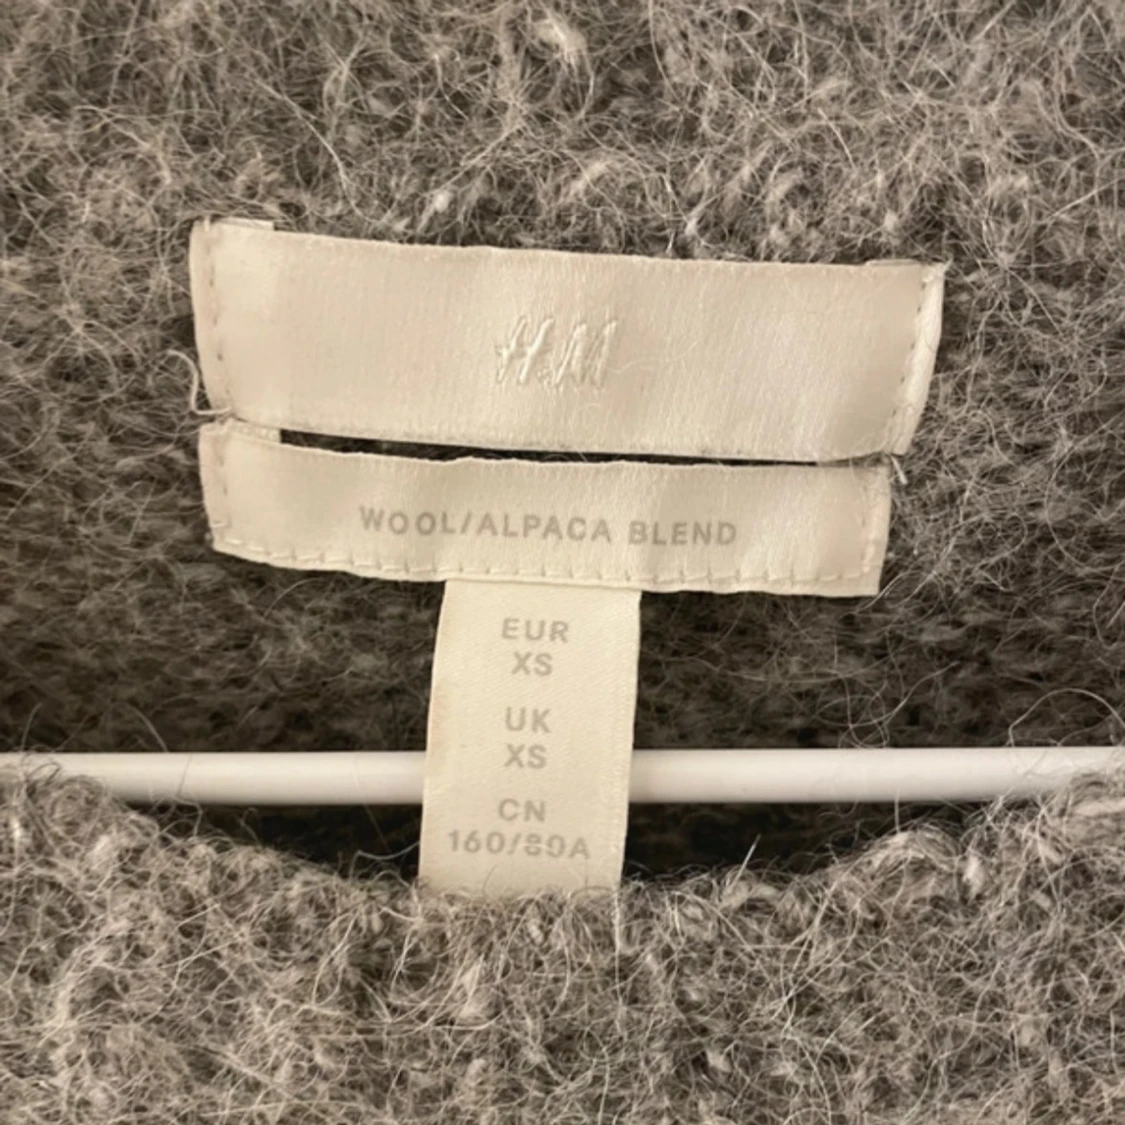 H&M
WOOL/ALPACA BLEND
EUR
XS
UK
XS
CN
160/80A